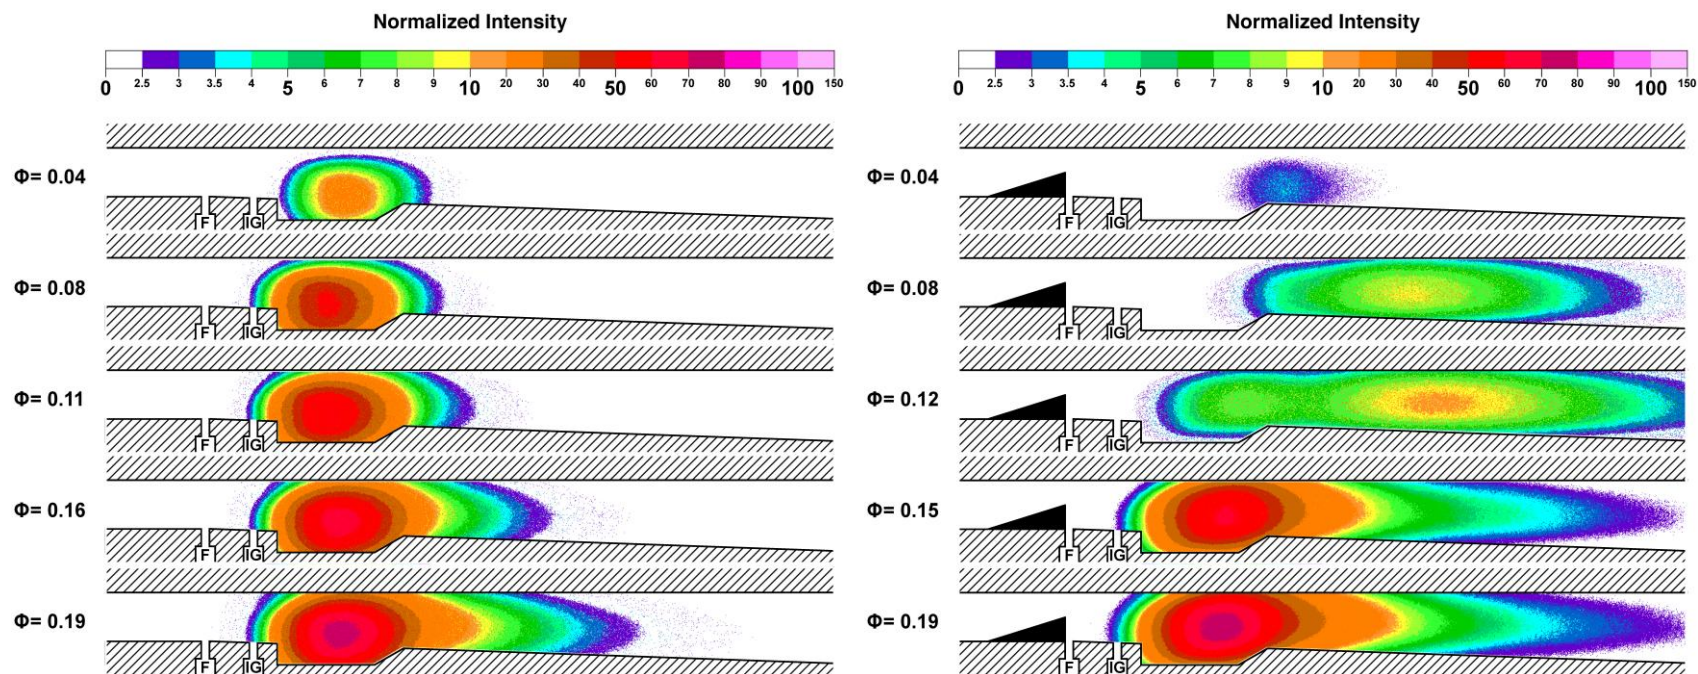 Normalized Intensity
0 2.5 3 3.5 4 5 6 7 8 9 10 20 30 40 50 60 70 80 90 100 150
Φ= 0.04
F IG
Φ= 0.08
F IG
Φ= 0.11
F IG
Φ= 0.16
F IG
Φ= 0.19
F IG
Normalized Intensity
0 2.5 3 3.5 4 5 6 7 8 9 10 20 30 40 50 60 70 80 90 100 150
Φ= 0.04
F IG
Φ= 0.08
F IG
Φ= 0.12
F IG
Φ= 0.15
F IG
Φ= 0.19
F IG